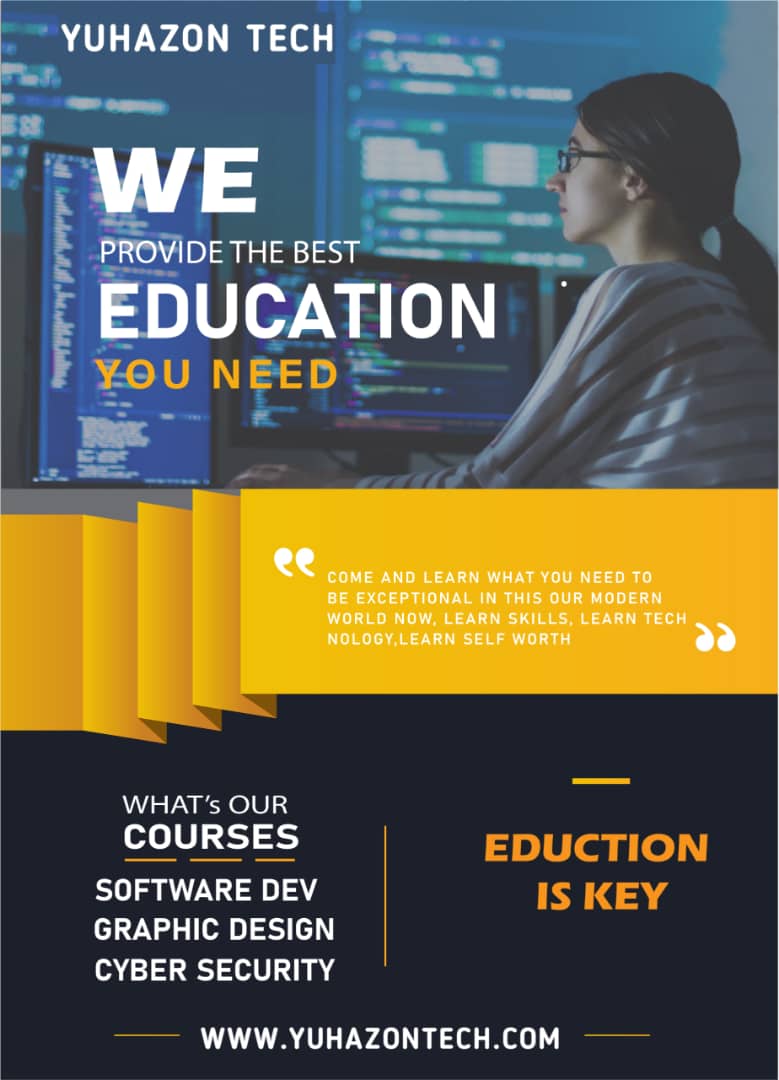 YUHAZON TECH
WE
PROVIDE THE BEST
EDUCATION
YOU NEED
“
COME AND LEARN WHAT YOU NEED TO
BE EXCEPTIONAL IN THIS OUR MODERN
WORLD NOW, LEARN SKILLS, LEARN TECH
NOLOGY,LEARN SELF WORTH
”
WHAT's OUR
COURSES
SOFTWARE DEV
GRAPHIC DESIGN
CYBER SECURITY
EDUCTION
IS KEY
WWW.YUHAZONTECH.COM